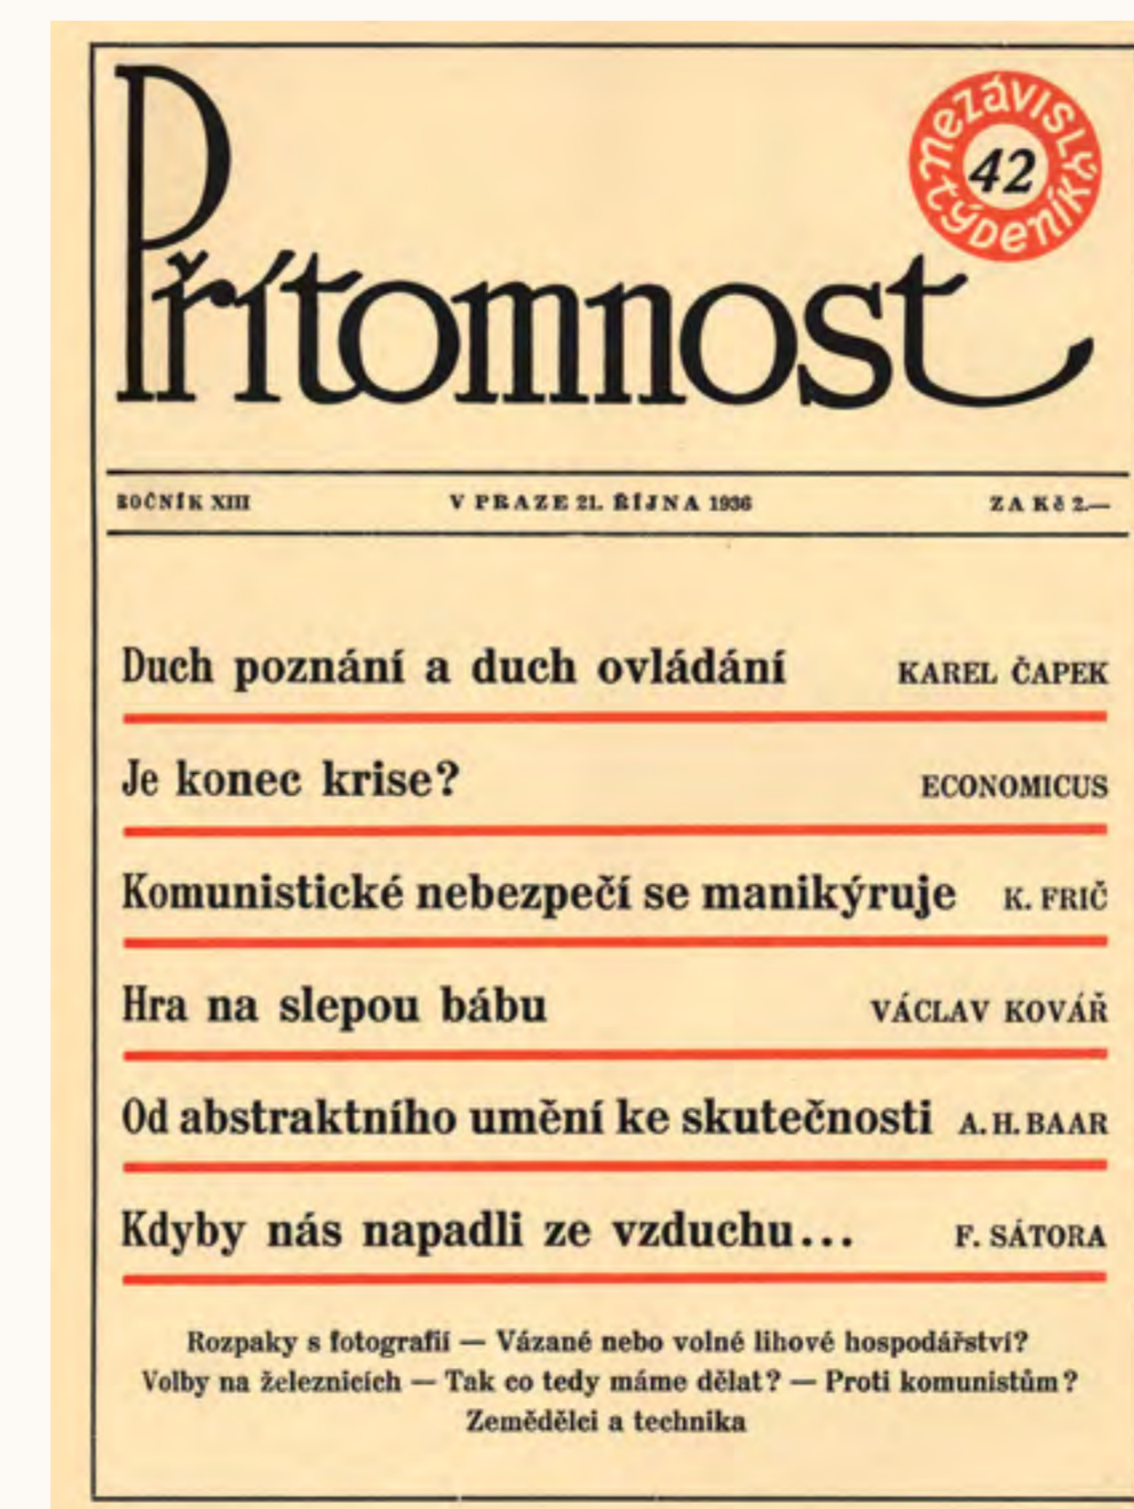 Přítomnost
nezávislý týdeník
42
ROČNÍK XIII V PRAZE 21. ŘÍJNA 1936 ZA Kč 2.—
Duch poznání a duch ovládání KAREL ČAPEK
Je konec krise? ECONOMICUS
Komunistické nebezpečí se manikýruje K. FRIČ
Hra na slepou bábu VÁCLAV KOVÁŘ
Od abstraktního umění ke skutečnosti A. H. BAAR
Kdyby nás napadli ze vzduchu... F. SÁTORA
Rozpaky s fotografií — Vázané nebo volné lihové hospodářství?
Volby na železnicích — Tak co tedy máme dělat? — Proti komunistům?
Zemědělci a technika